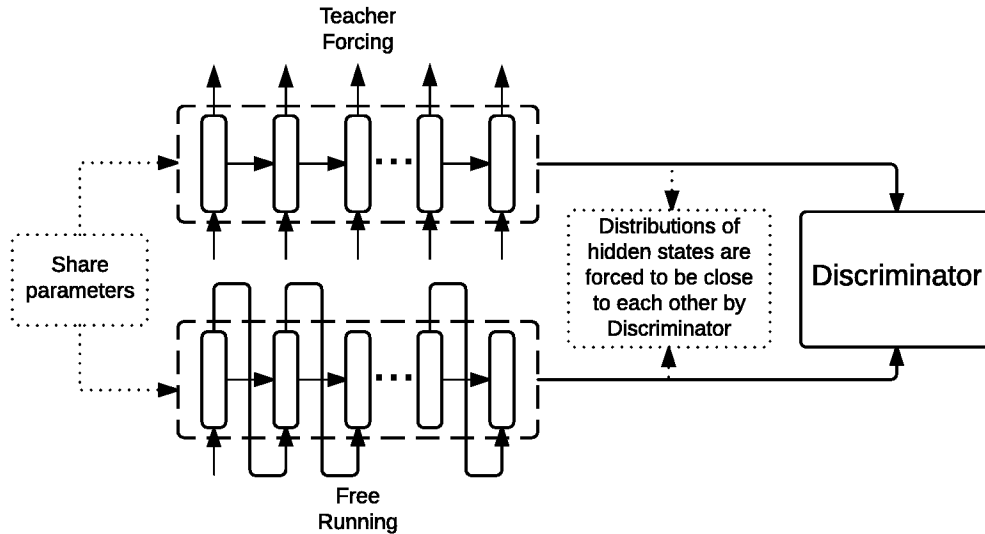 Teacher
Forcing
Share
parameters
Distributions of
hidden states are
forced to be close
to each other by
Discriminator
Discriminator
Free
Running